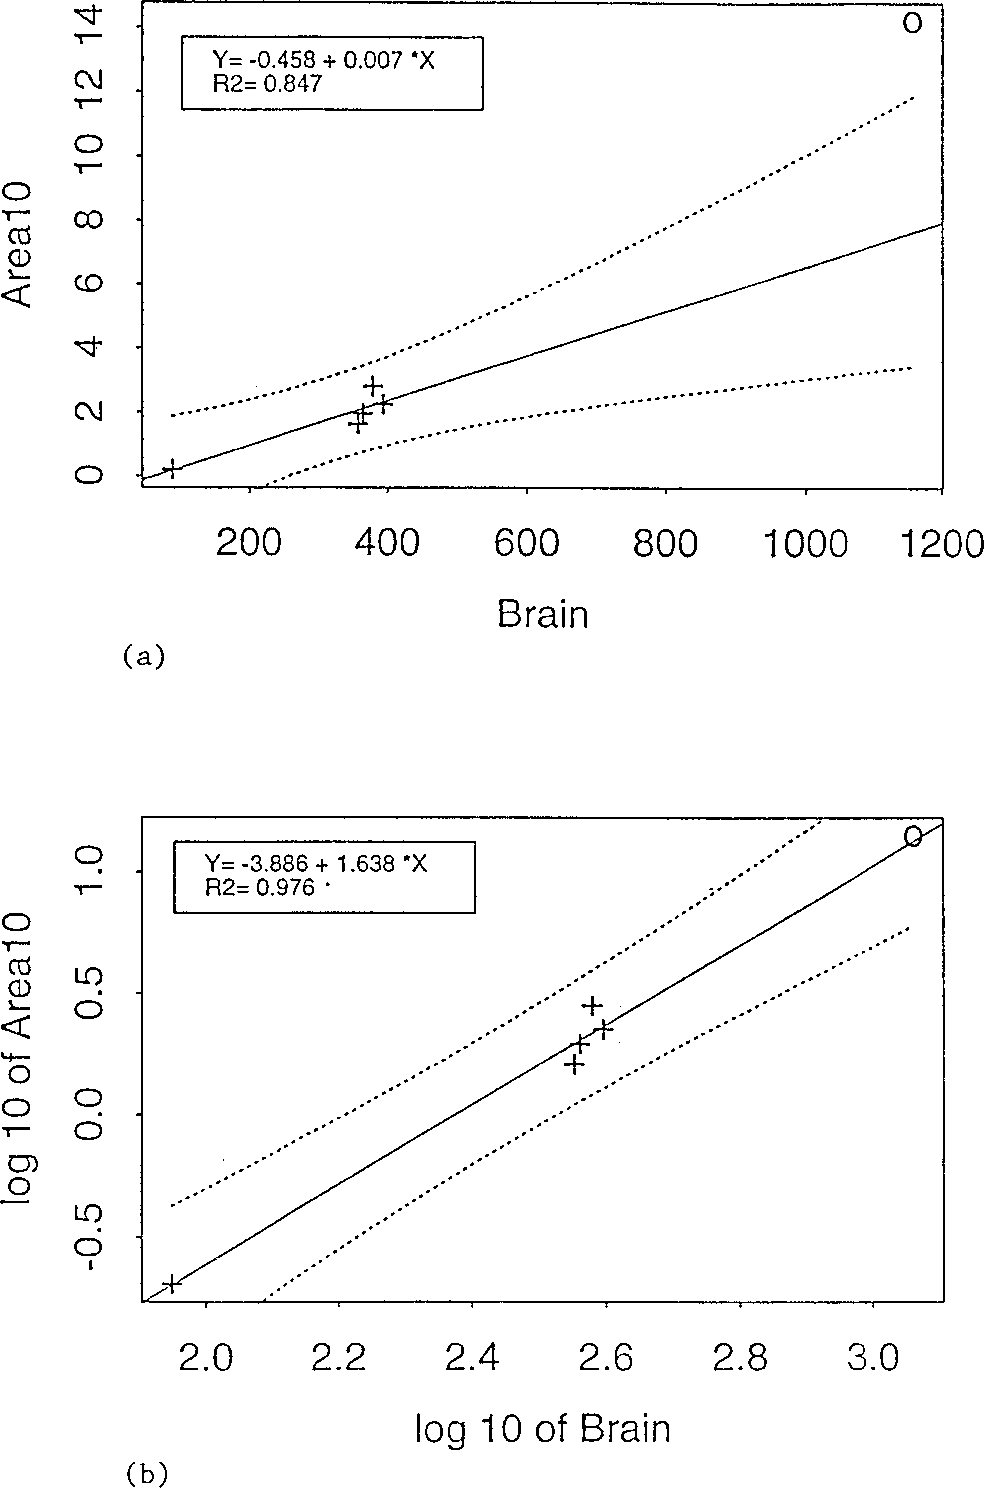 Y= -0.458 + 0.007 *X
R2= 0.847
14
12
10
8
6
4
2
0
Area10
200 400 600 800 1000 1200
Brain
(a)
Y= -3.886 + 1.638 *X
R2= 0.976
1.0
0.5
0.0
-0.5
log 10 of Area10
2.0 2.2 2.4 2.6 2.8 3.0
log 10 of Brain
(b)